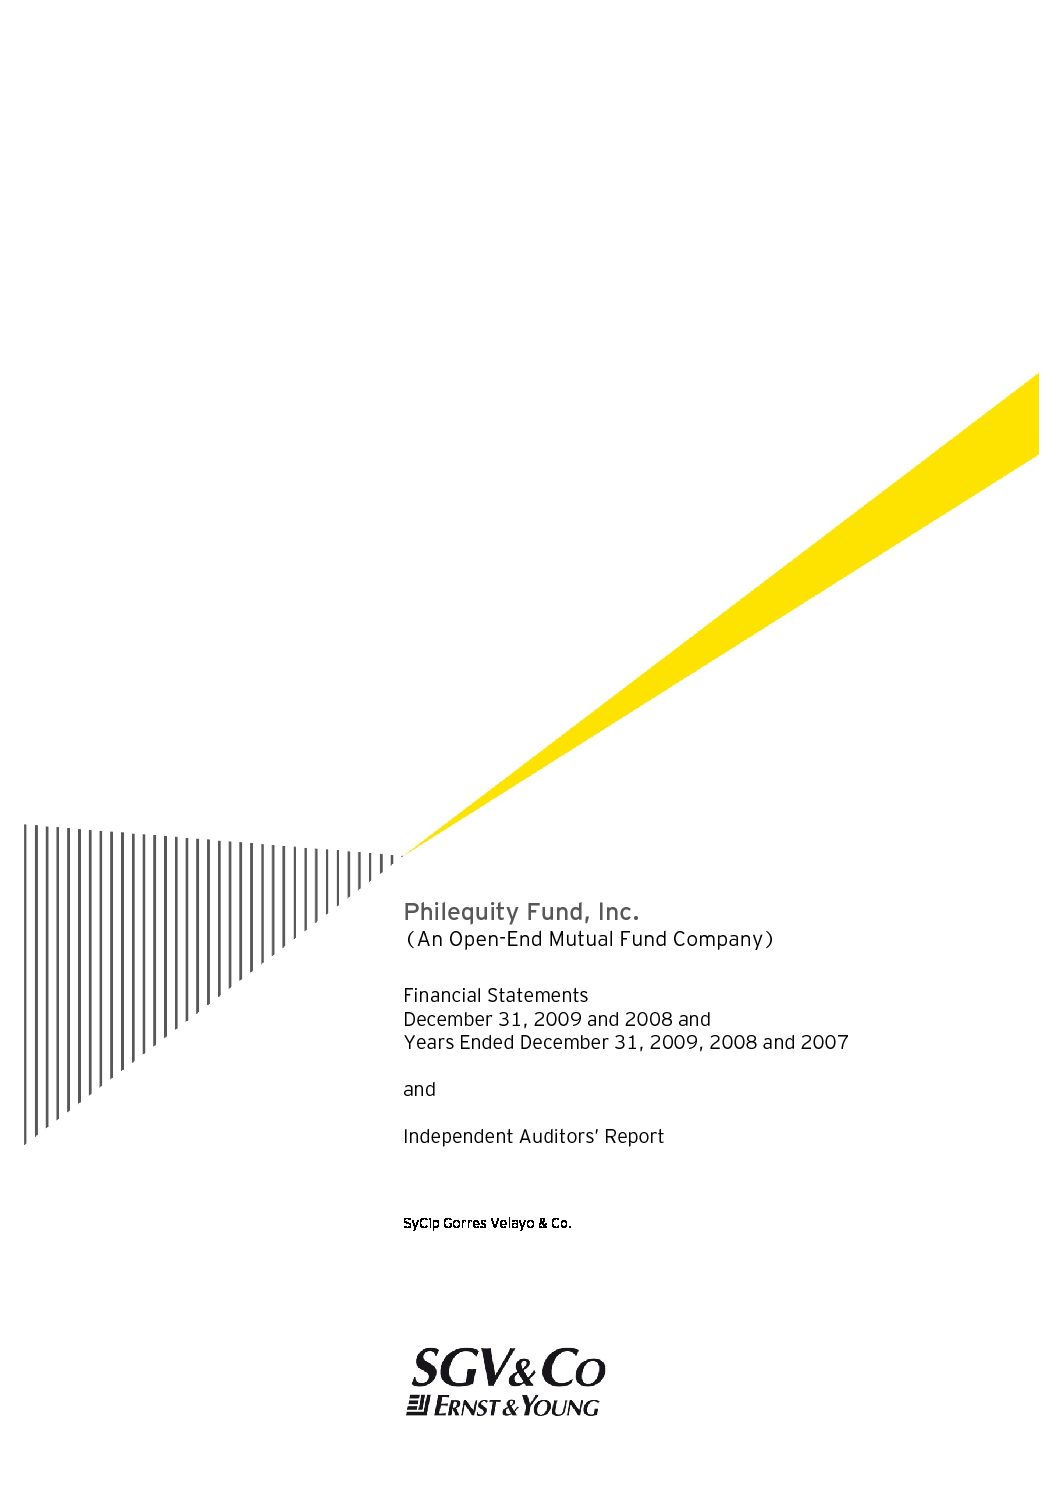 Philequity Fund, Inc.
(An Open-End Mutual Fund Company)
Financial Statements
December 31, 2009 and 2008 and
Years Ended December 31, 2009, 2008 and 2007
and
Independent Auditors’ Report
SyCip Gorres Velayo & Co.
SGV & CO
ERNST & YOUNG